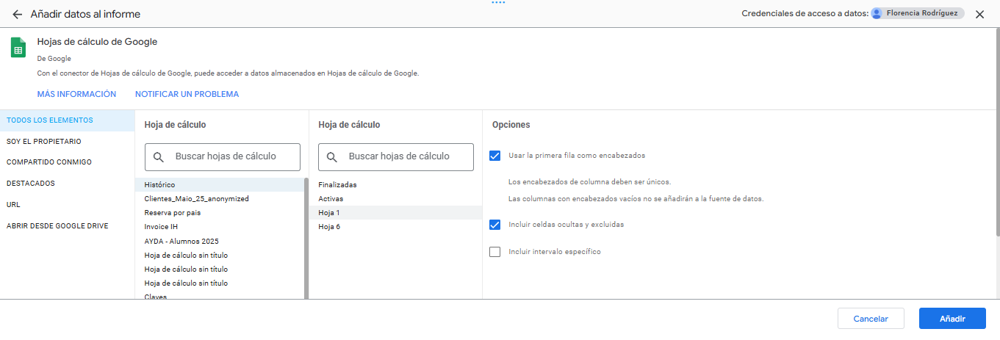 Añadir datos al informe
Credenciales de acceso a datos: Florencia Rodríguez
Hojas de cálculo de Google
De Google
Con el conector de Hojas de cálculo de Google, puede acceder a datos almacenados en Hojas de cálculo de Google.
MÁS INFORMACIÓN NOTIFICAR UN PROBLEMA
TODOS LOS ELEMENTOS
SOY EL PROPIETARIO
COMPARTIDO CONMIGO
DESTACADOS
URL
ABRIR DESDE GOOGLE DRIVE
Hoja de cálculo
Buscar hojas de cálculo
Histórico
Clientes_Maio_25_anonymized
Reserva por pais
Invoice IH
AYDA - Alumnos 2025
Hoja de cálculo sin título
Hoja de cálculo sin título
Hoja de cálculo sin título
Claves
Hoja de cálculo
Buscar hojas de cálculo
Finalizadas
Activas
Hoja 1
Hoja 6
Opciones
Usar la primera fila como encabezados
Los encabezados de columna deben ser únicos.
Las columnas con encabezados vacíos no se añadirán a la fuente de datos.
Incluir celdas ocultas y excluidas
Incluir intervalo específico
Cancelar Añadir